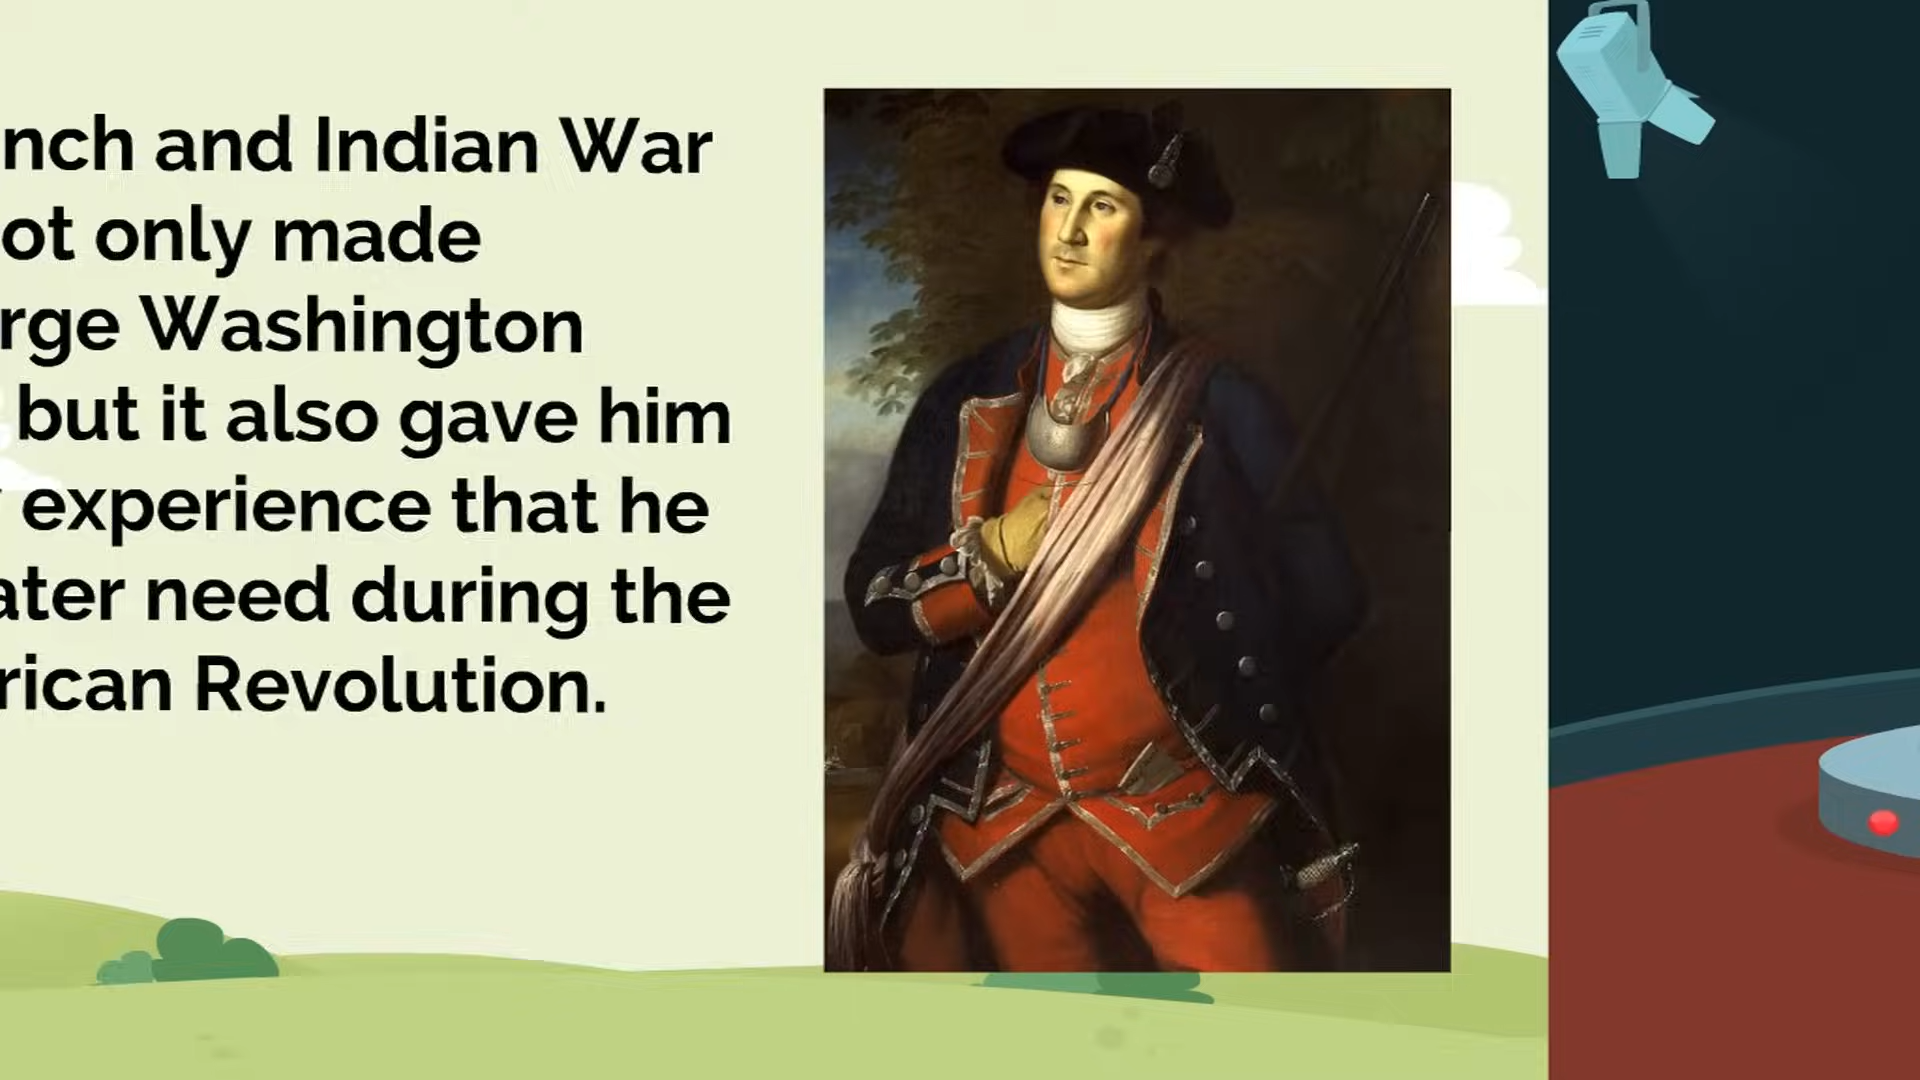 nch and Indian War
ot only made
rge Washington
but it also gave him
experience that he
ater need during the
rican Revolution.